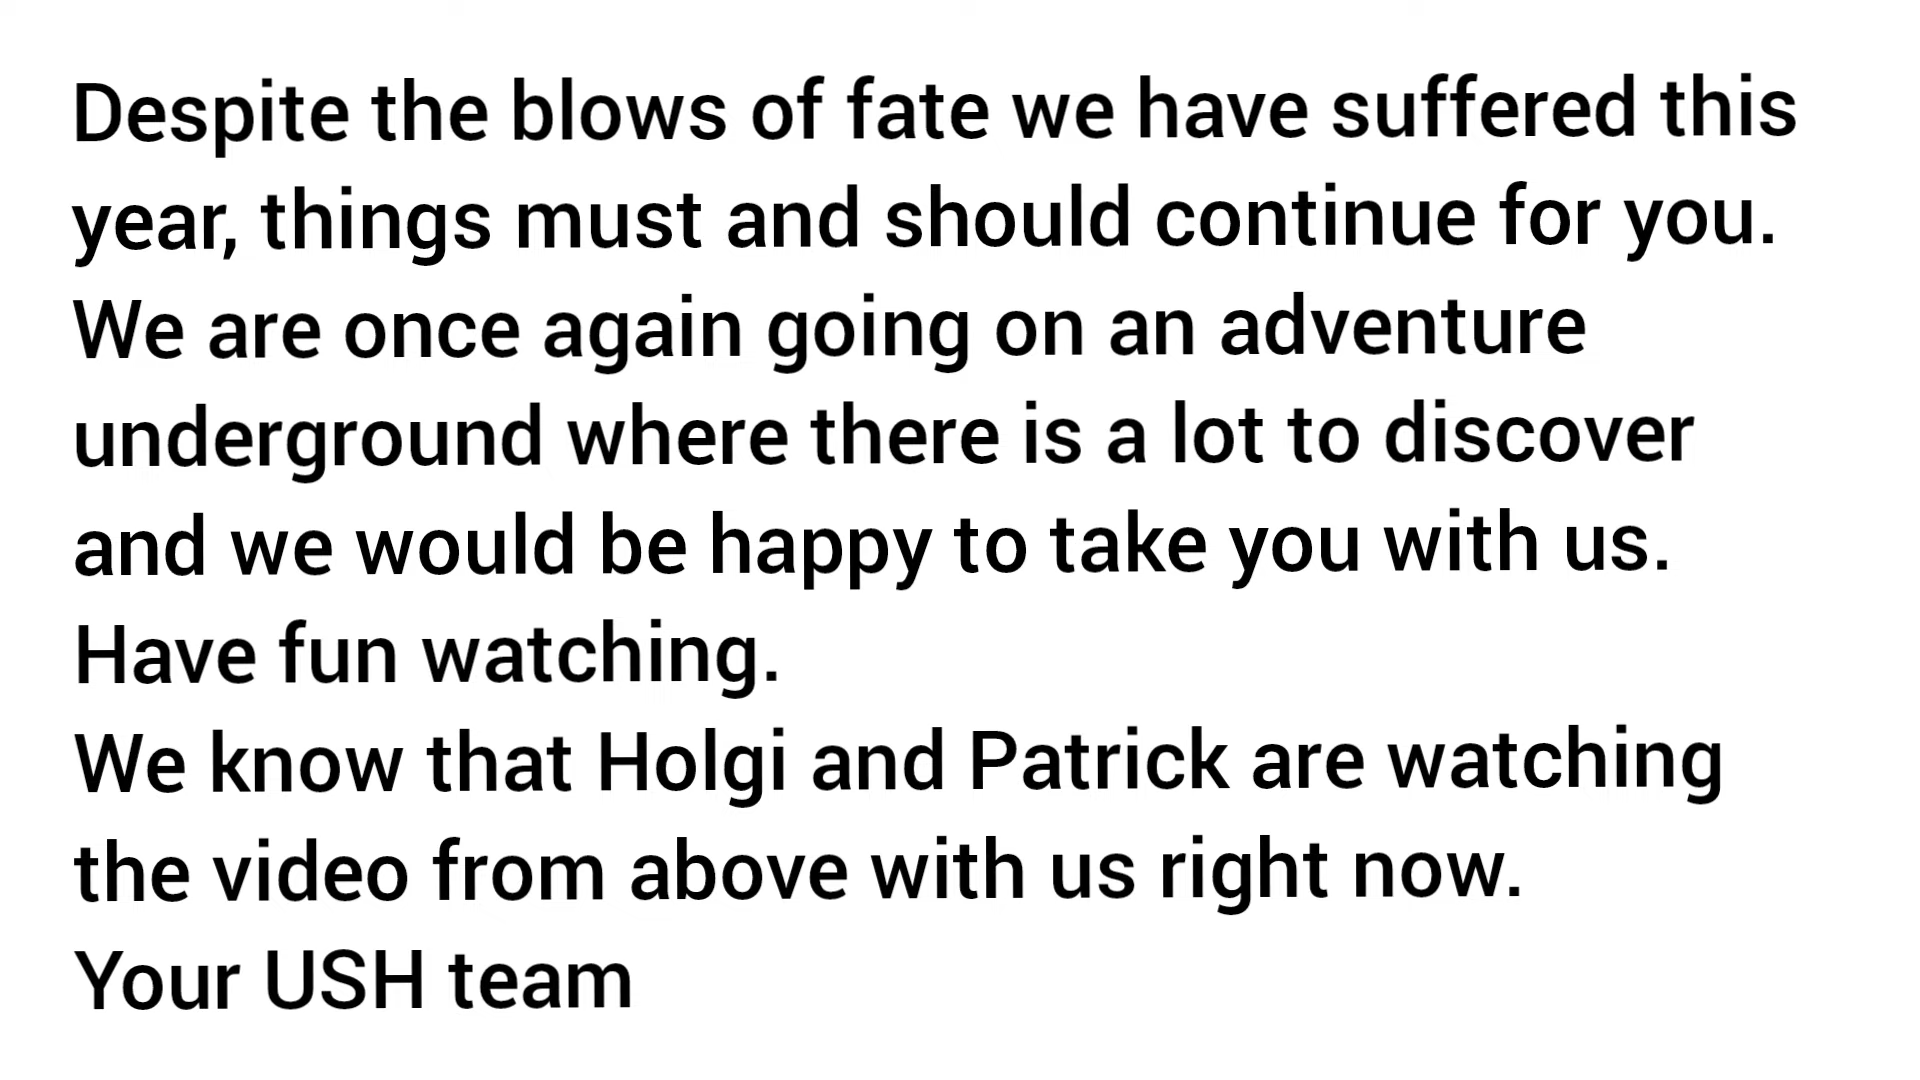 Despite the blows of fate we have suffered this
year, things must and should continue for you.
We are once again going on an adventure
underground where there is a lot to discover
and we would be happy to take you with us.
Have fun watching.
We know that Holgi and Patrick are watching
the video from above with us right now.
Your USH team